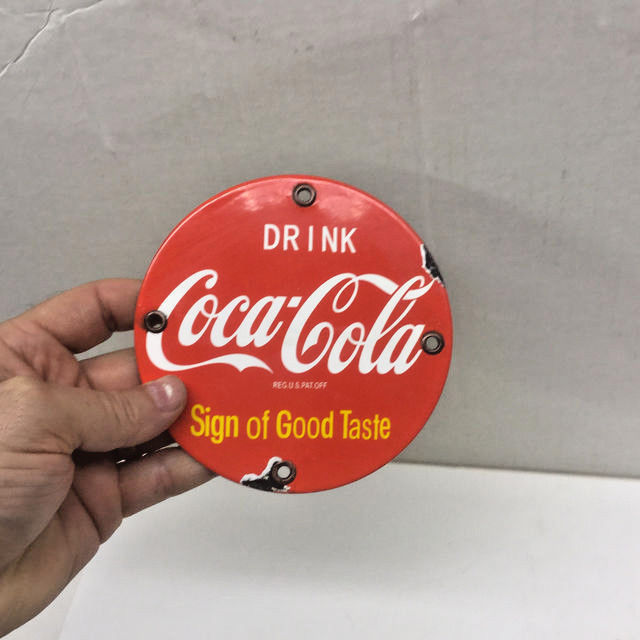 DRINK
Coca-Cola
REG.U.S.PAT.OFF
Sign of Good Taste